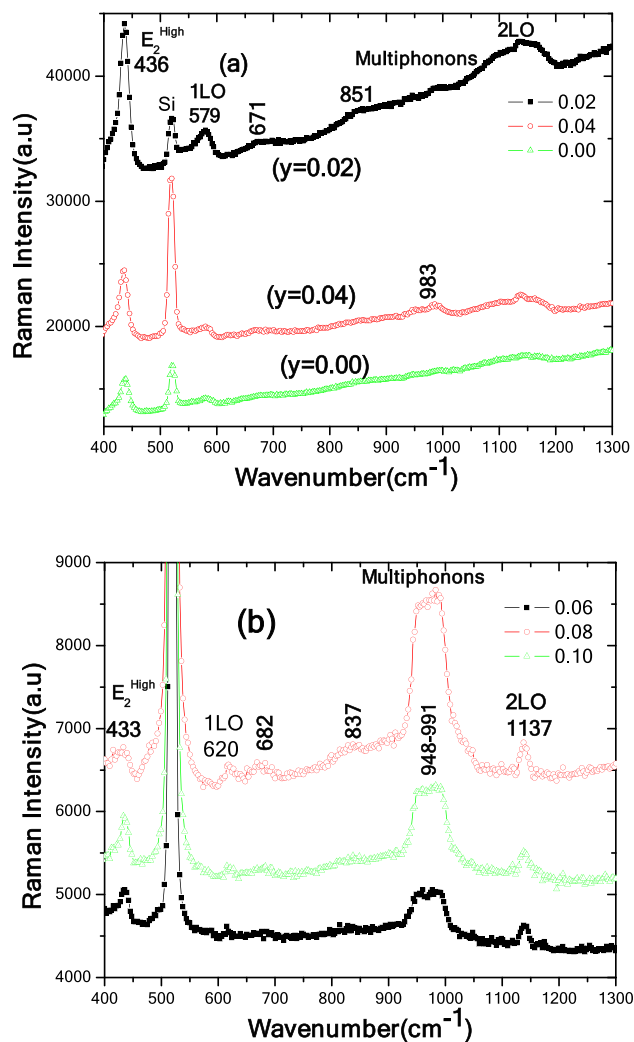 E2High
436
(a)
Si
1LO
579
671
851
Multiphonons
2LO
0.02
0.04
0.00
(y=0.02)
(y=0.04)
983
(y=0.00)
40000
30000
20000
Raman Intensity(a.u)
400 500 600 700 800 900 1000 1100 1200 1300
Wavenumber(cm-1)
Multiphonons
(b)
0.06
0.08
0.10
E2High
433
1LO
620
682
837
948-991
2LO
1137
9000
8000
7000
6000
5000
4000
Raman Intensity(a.u)
400 500 600 700 800 900 1000 1100 1200 1300
Wavenumber(cm-1)